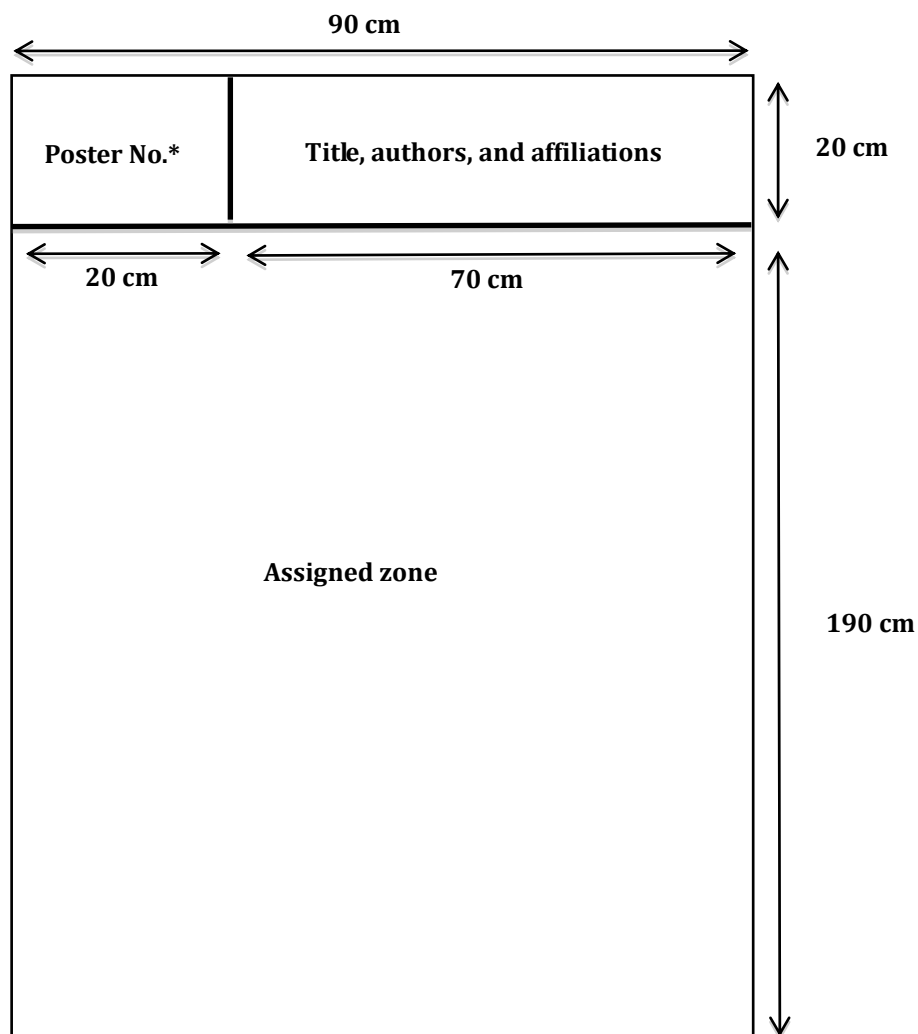 90 cm
Poster No.*
Title, authors, and affiliations
20 cm
20 cm
70 cm
Assigned zone
190 cm